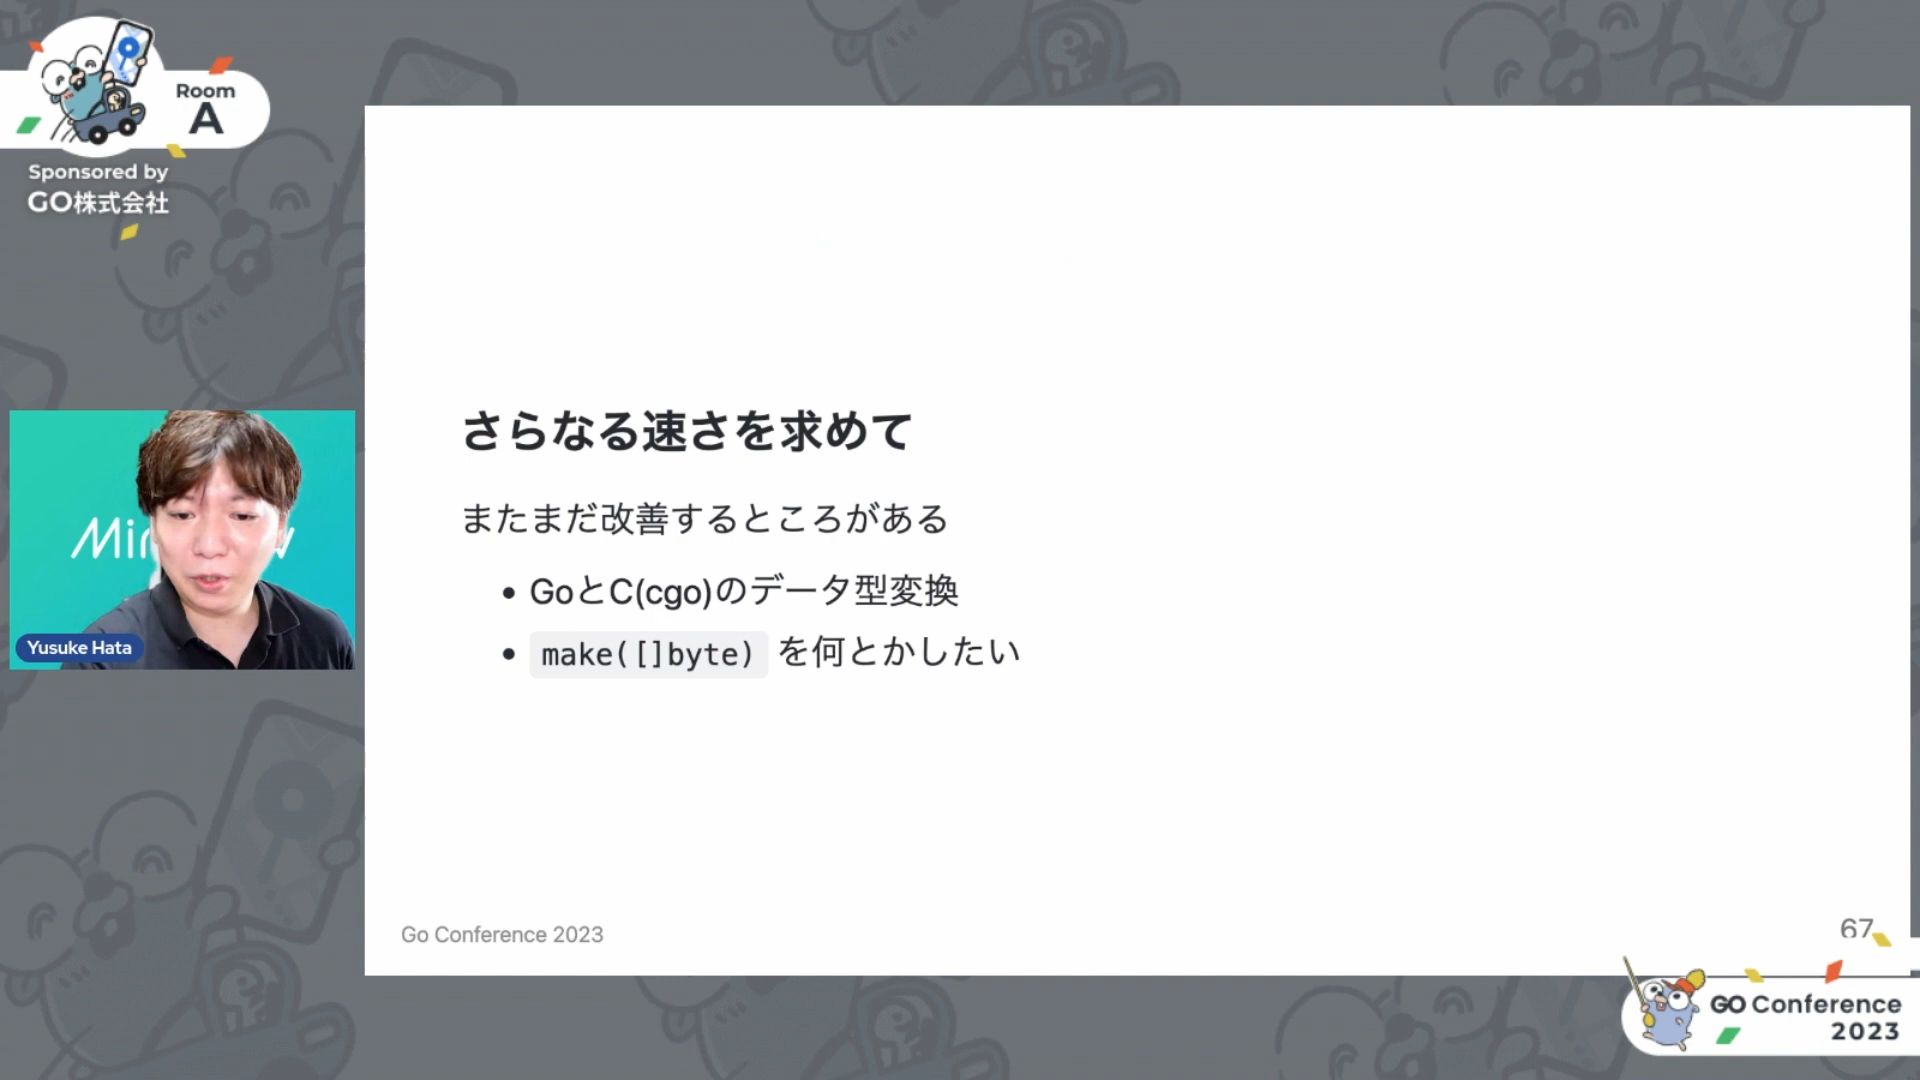 Room
A
Sponsored by
GO株式会社
さらなる速さを求めて
またまだ改善するところがある
• GoとC(cgo)のデータ型変換
• make([]byte) を何とかしたい
Yusuke Hata
Go Conference 2023
67
GO Conference
2023